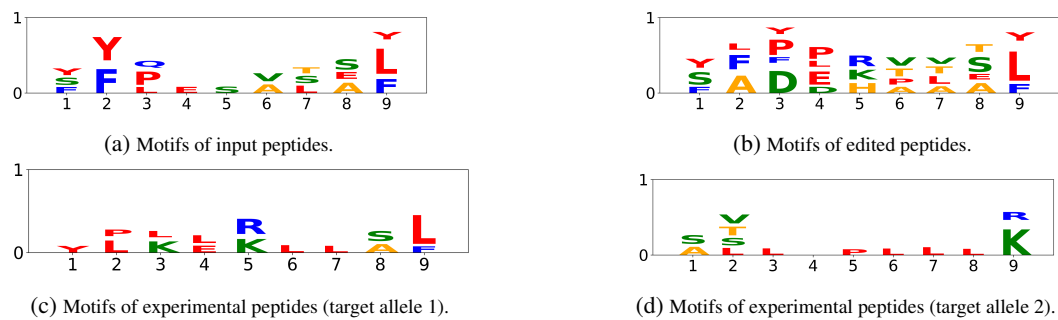 1
Y
Y Q T S L
Y F P V S E
S L S A L A F
0
1 2 3 4 5 6 7 8 9
(a) Motifs of input peptides.
1
Y Y
L P P T
Y F F L R V V S L
S A D E K T T E
F D H P L A F
A A
0
1 2 3 4 5 6 7 8 9
(b) Motifs of edited peptides.
1
R L
P L L K S
Y L K E L L A F
0
1 2 3 4 5 6 7 8 9
(c) Motifs of experimental peptides (target allele 1).
1
V R
T
S S K
A L L P L L L
0
1 2 3 4 5 6 7 8 9
(d) Motifs of experimental peptides (target allele 2).